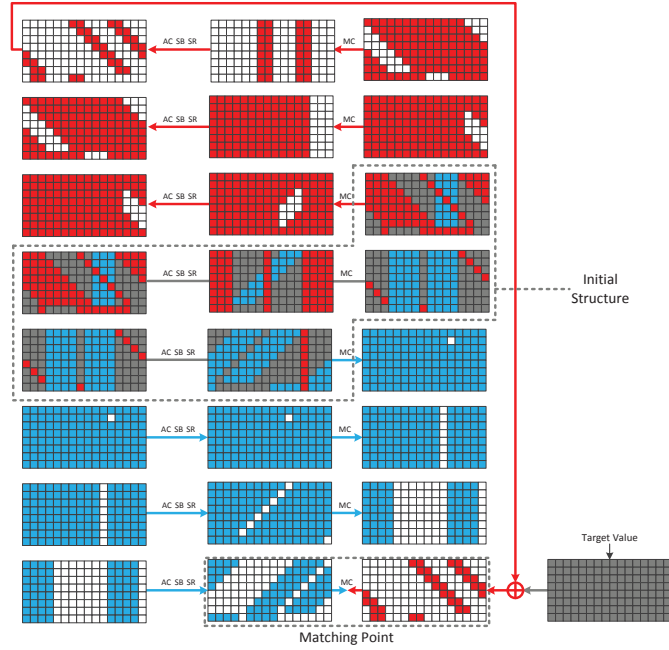 AC SB SR
MC
AC SB SR
MC
AC SB SR
MC
AC SB SR
MC
Initial
Structure
AC SB SR
MC
AC SB SR
MC
AC SB SR
MC
Target Value
AC SB SR
MC
Matching Point